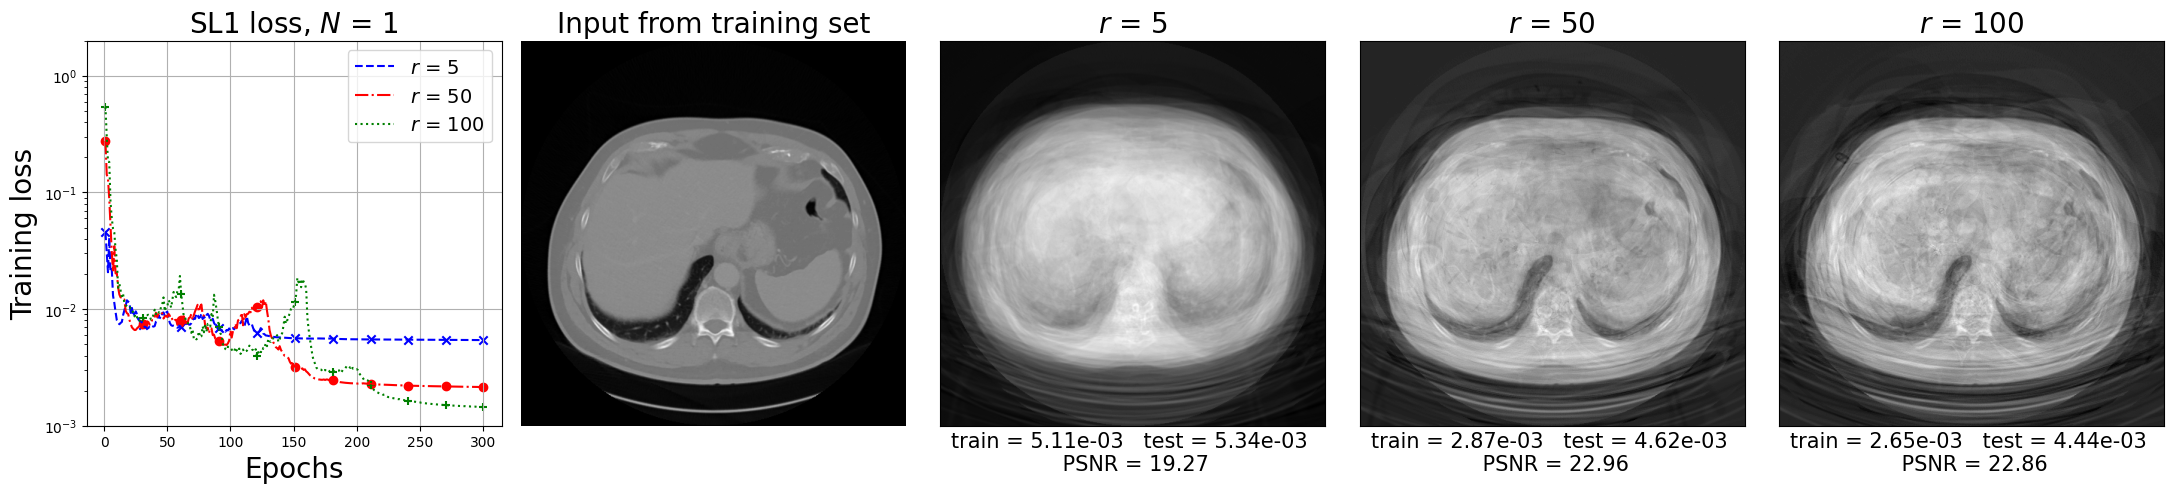 SL1 loss, N = 1
Input from training set
r = 5
r = 50
r = 100
r = 5
r = 50
r = 100
10⁰
10⁻¹
10⁻²
10⁻³
Training loss
0 50 100 150 200 250 300
Epochs
train = 5.11e-03 test = 5.34e-03
PSNR = 19.27
train = 2.87e-03 test = 4.62e-03
PSNR = 22.96
train = 2.65e-03 test = 4.44e-03
PSNR = 22.86